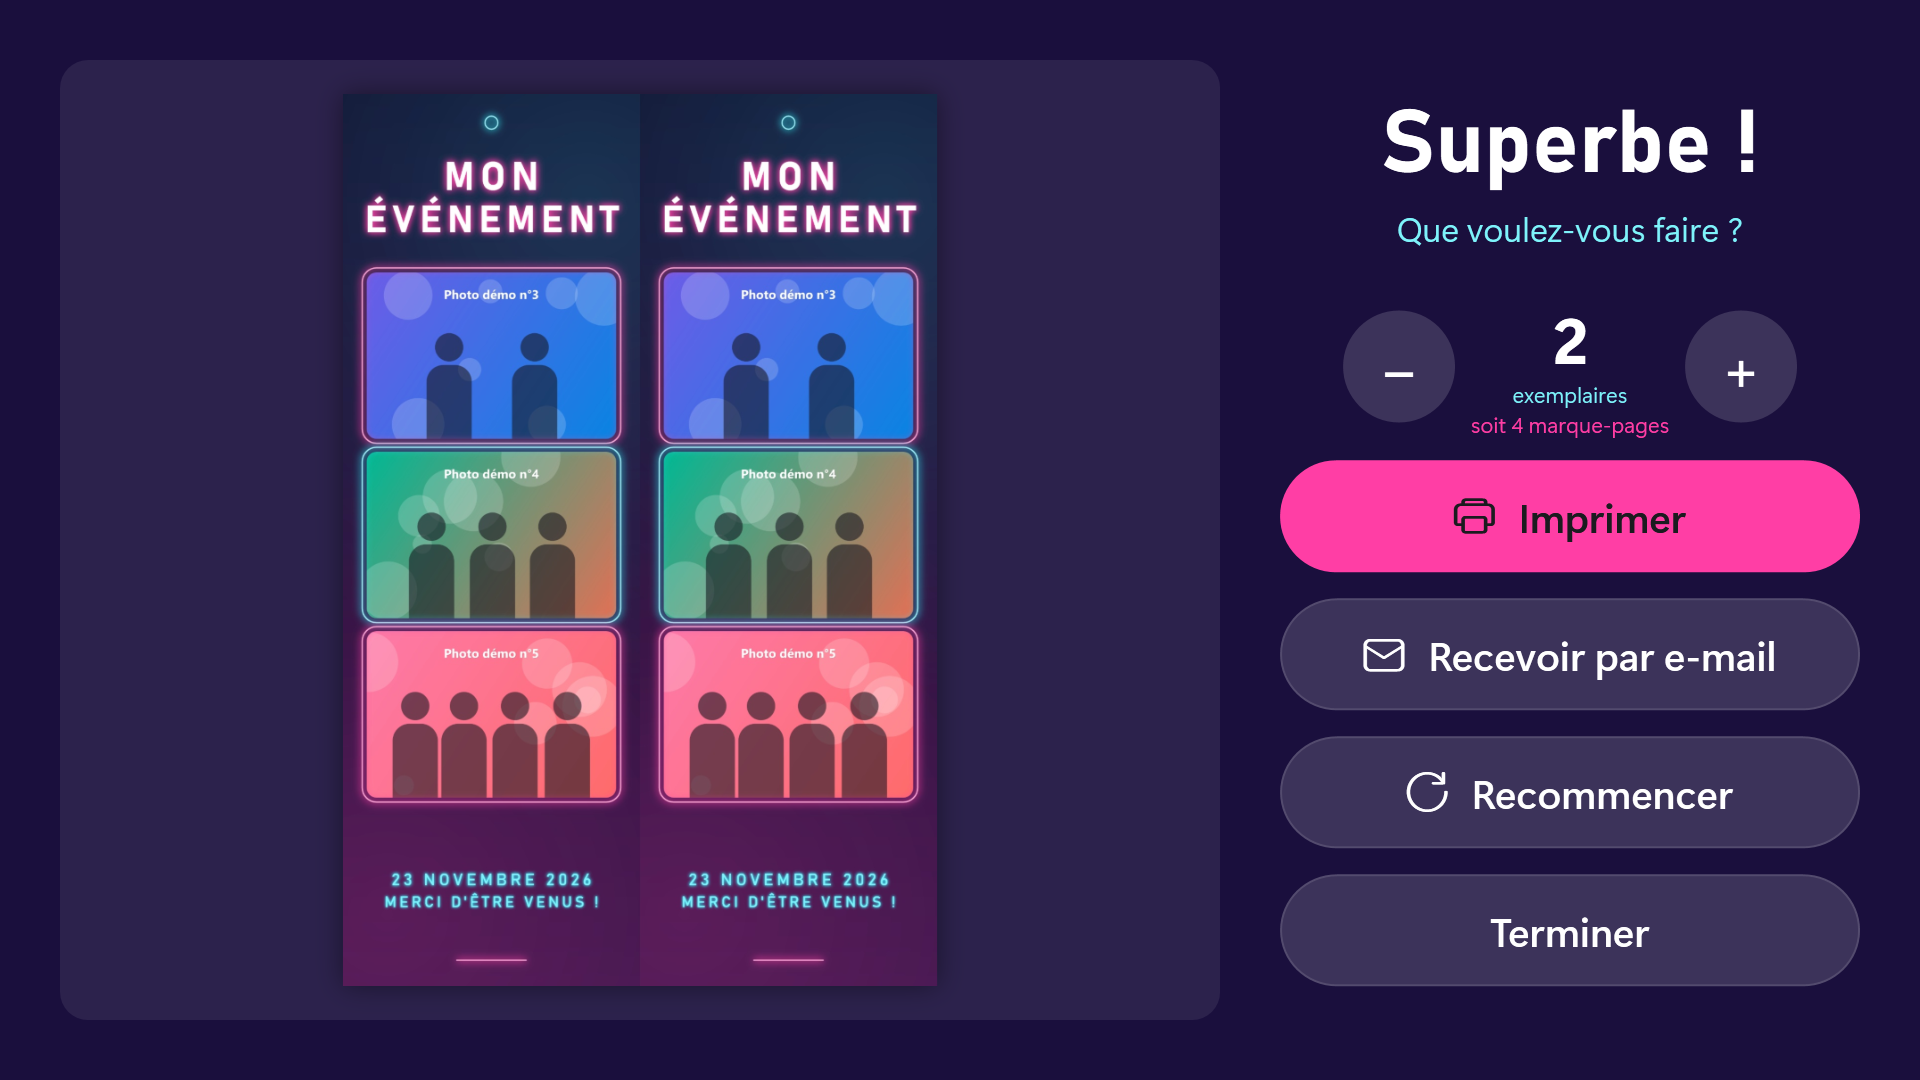 MON
ÉVÉNEMENT
Photo démo n°3
Photo démo n°4
Photo démo n°5
23 NOVEMBRE 2026
MERCI D'ÊTRE VENUS !
MON
ÉVÉNEMENT
Photo démo n°3
Photo démo n°4
Photo démo n°5
23 NOVEMBRE 2026
MERCI D'ÊTRE VENUS !
Superbe !
Que voulez-vous faire ?
− 2 +
exemplaires
soit 4 marque-pages
Imprimer
Recevoir par e-mail
Recommencer
Terminer